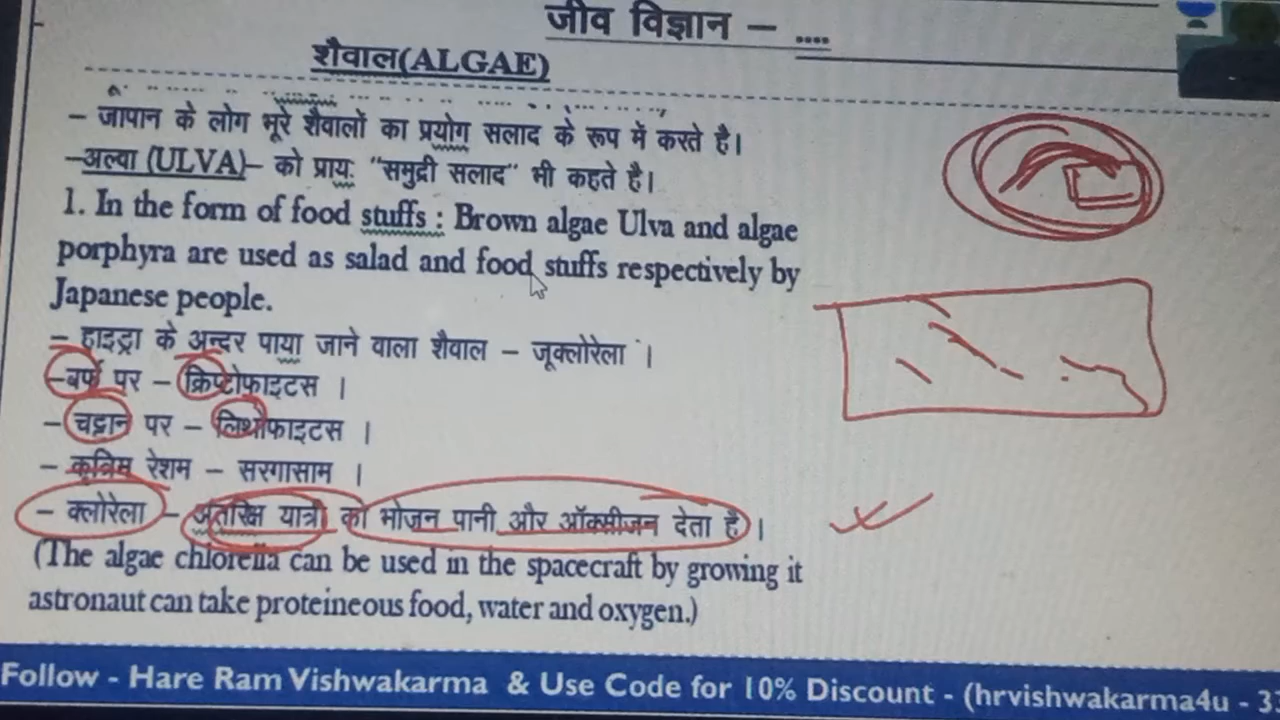 जीव विज्ञान – ....
शैवाल(ALGAE)
– जापान के लोग भूरे शैवालों का प्रयोग सलाद के रूप में करते है।
–अल्वा (ULVA)– को प्रायः "समुद्री सलाद" भी कहते है।
1. In the form of food stuffs : Brown algae Ulva and algae
porphyra are used as salad and food stuffs respectively by
Japanese people.
– हाइड्रा के अन्दर पाया जाने वाला शैवाल – जूक्लोरेला ।
–बर्फ पर – क्रिप्टोफाइटस ।
– चट्टान पर – लिथोफाइटस ।
– कृत्रिम रेशम – सरगासाम ।
– क्लोरेला – अंतरिक्ष यात्री को भोजन पानी और ऑक्सीजन देता है ।
(The algae chlorella can be used in the spacecraft by growing it
astronaut can take proteineous food, water and oxygen.)
Follow - Hare Ram Vishwakarma & Use Code for 10% Discount - (hrvishwakarma4u - 35